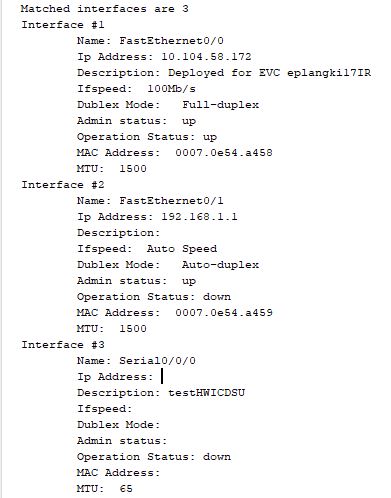 Matched interfaces are 3
Interface #1
Name: FastEthernet0/0
Ip Address: 10.104.58.172
Description: Deployed for EVC eplangki17IR
Ifspeed: 100Mb/s
Dublex Mode: Full-duplex
Admin status: up
Operation Status: up
MAC Address: 0007.0e54.a458
MTU: 1500
Interface #2
Name: FastEthernet0/1
Ip Address: 192.168.1.1
Description:
Ifspeed: Auto Speed
Dublex Mode: Auto-duplex
Admin status: up
Operation Status: down
MAC Address: 0007.0e54.a459
MTU: 1500
Interface #3
Name: Serial0/0/0
Ip Address:
Description: testHWICDSU
Ifspeed:
Dublex Mode:
Admin status:
Operation Status: down
MAC Address:
MTU: 65